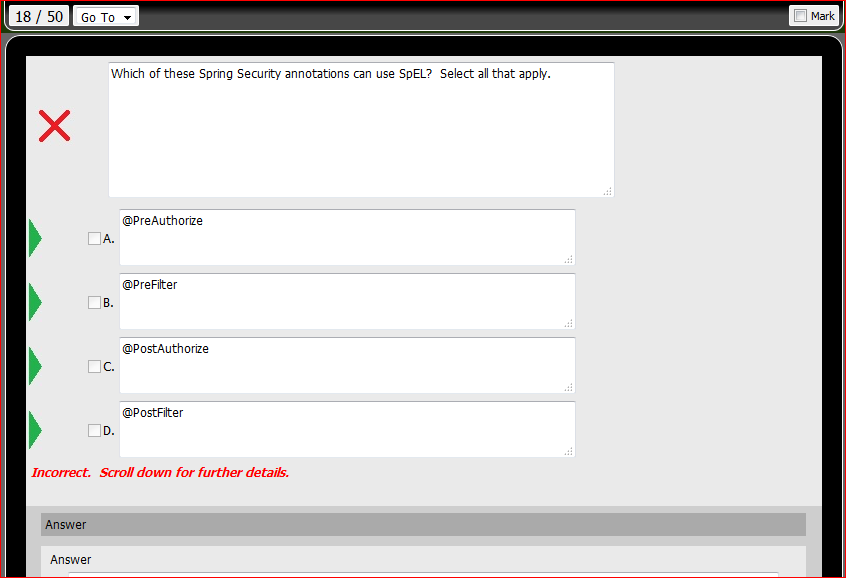 18 / 50 Go To Mark
Which of these Spring Security annotations can use SpEL? Select all that apply.
A. @PreAuthorize
B. @PreFilter
C. @PostAuthorize
D. @PostFilter
Incorrect. Scroll down for further details.
Answer
Answer